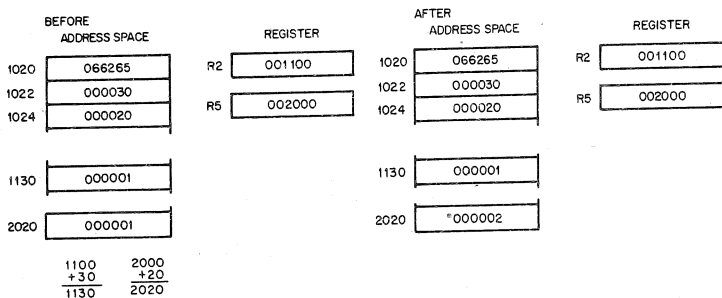 BEFORE
ADDRESS SPACE REGISTER
1020 066265 R2 001100
1022 000030
1024 000020 R5 002000
1130 000001
2020 000001
1100 2000
+30 +20
1130 2020
AFTER
ADDRESS SPACE REGISTER
1020 066265 R2 001100
1022 000030
1024 000020 R5 002000
1130 000001
2020 *000002